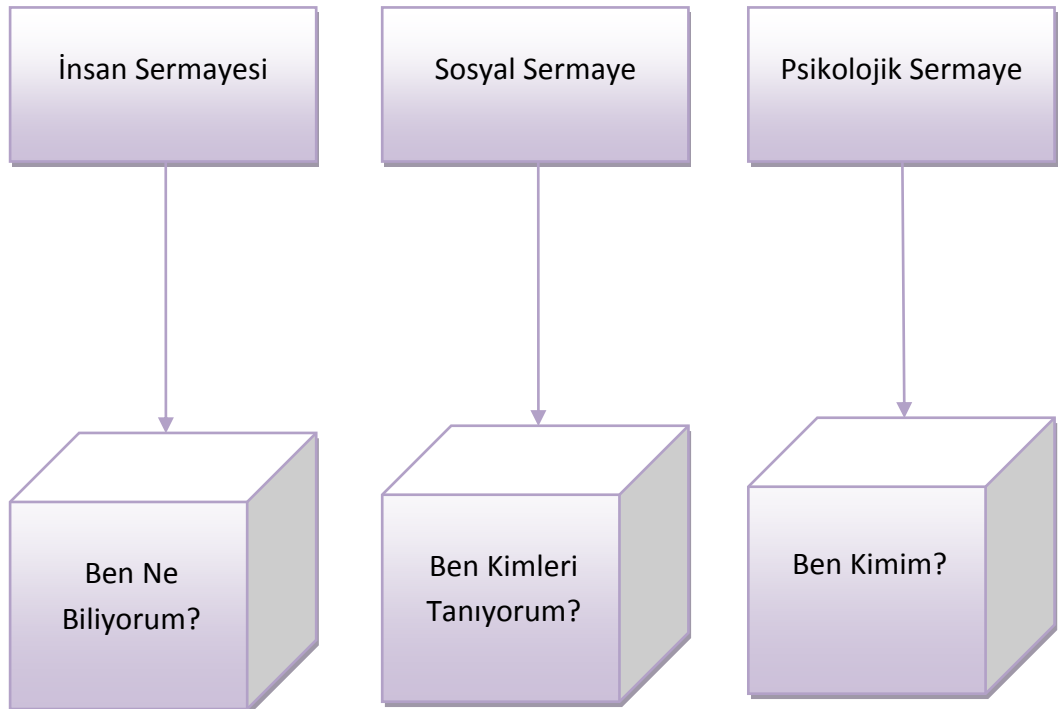 İnsan Sermayesi
Sosyal Sermaye
Psikolojik Sermaye
Ben Ne
Biliyorum?
Ben Kimleri
Tanıyorum?
Ben Kimim?